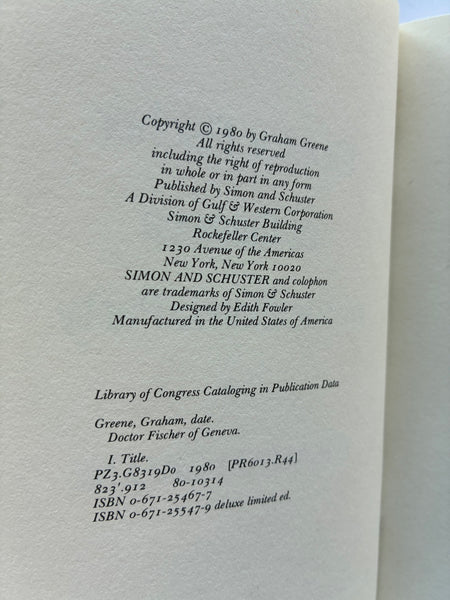 Copyright © 1980 by Graham Greene
All rights reserved
including the right of reproduction
in whole or in part in any form
Published by Simon and Schuster
A Division of Gulf & Western Corporation
Simon & Schuster Building
Rockefeller Center
1230 Avenue of the Americas
New York, New York 10020
SIMON AND SCHUSTER and colophon
are trademarks of Simon & Schuster
Designed by Edith Fowler
Manufactured in the United States of America
Library of Congress Cataloging in Publication Data
Greene, Graham, date.
Doctor Fischer of Geneva.
I. Title.
PZ3.G8319Do 1980 [PR6013.R44]
823'.912 80-10314
ISBN 0-671-25467-7
ISBN 0-671-25547-9 deluxe limited ed.